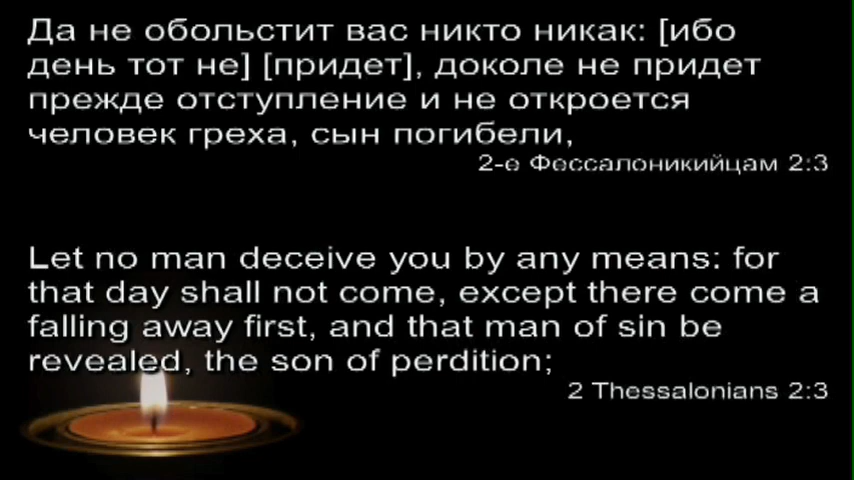 Да не обольстит вас никто никак: [ибо
день тот не] [придет], доколе не придет
прежде отступление и не откроется
человек греха, сын погибели,
2-е Фессалоникийцам 2:3
Let no man deceive you by any means: for
that day shall not come, except there come a
falling away first, and that man of sin be
revealed, the son of perdition;
2 Thessalonians 2:3